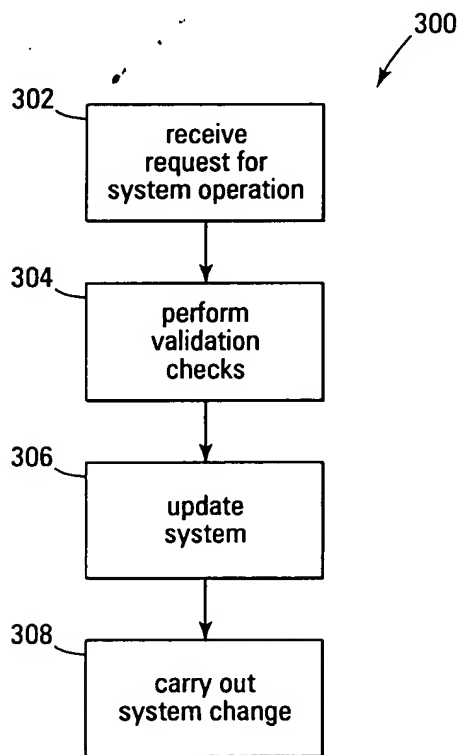 300
302
receive
request for
system operation
304
perform
validation
checks
306
update
system
308
carry out
system change